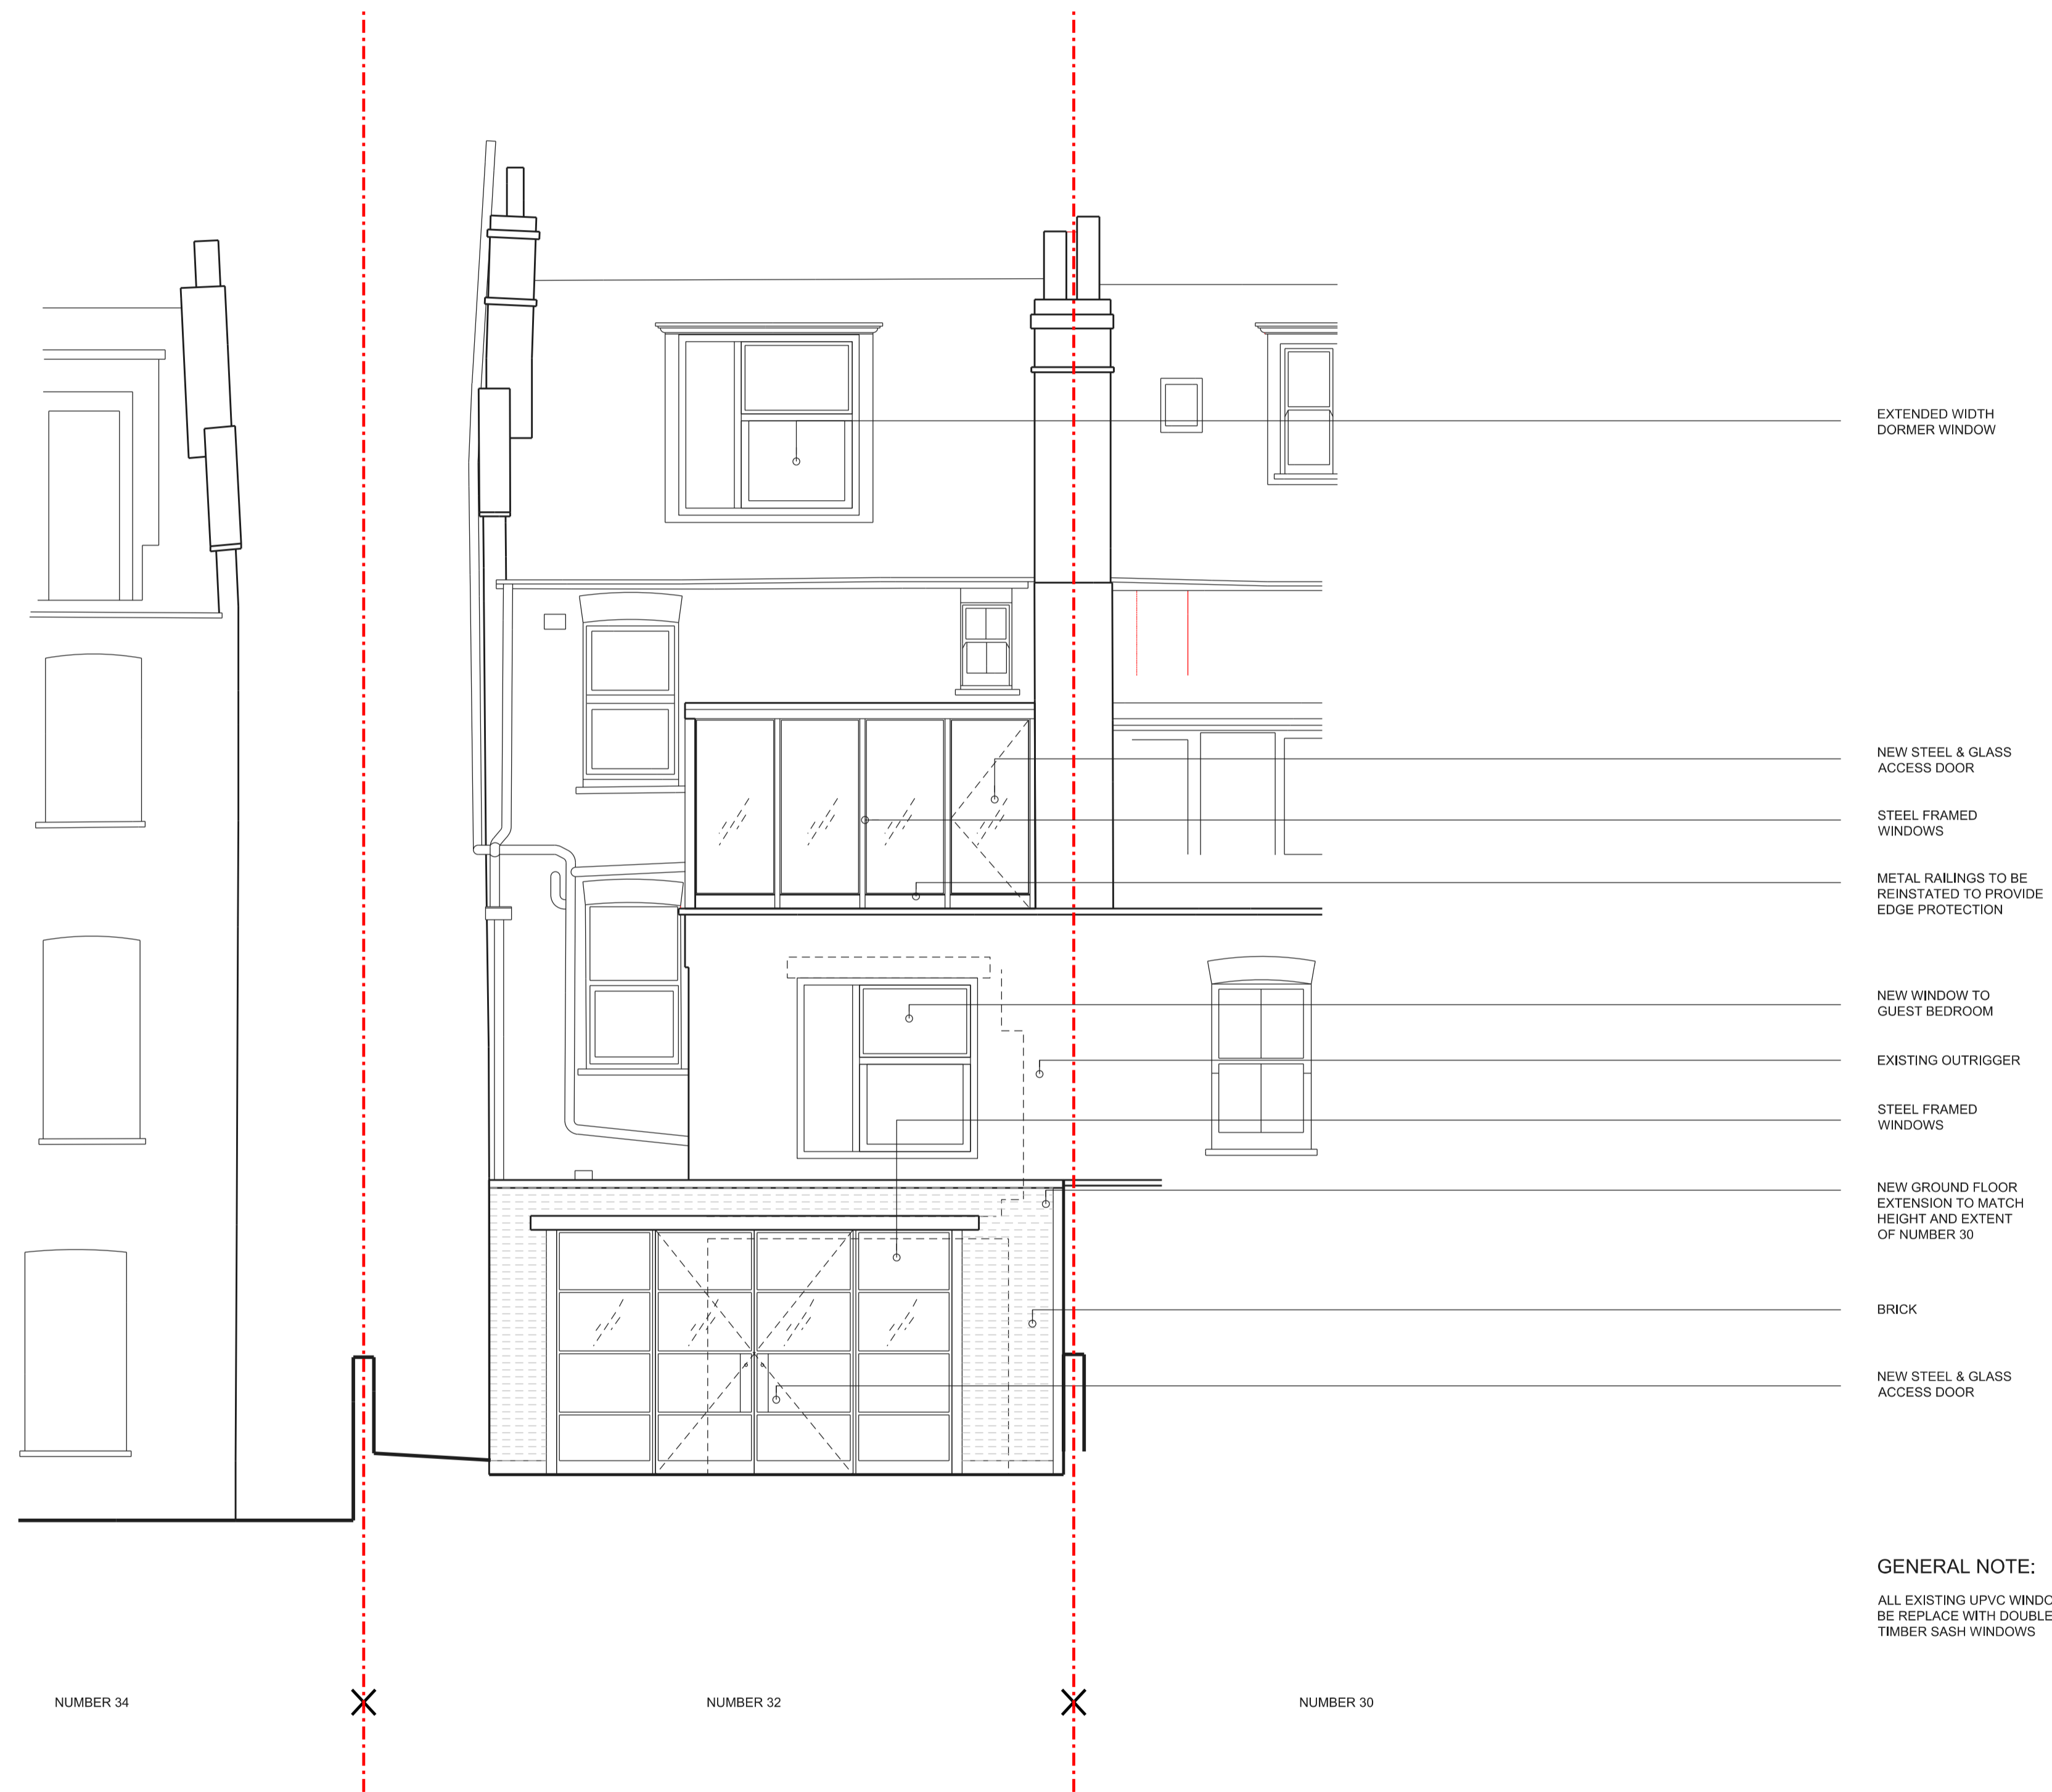 EXTENDED WIDTH
DORMER WINDOW
NEW STEEL & GLASS
ACCESS DOOR
STEEL FRAMED
WINDOWS
METAL RAILINGS TO BE
REINSTATED TO PROVIDE
EDGE PROTECTION
NEW WINDOW TO
GUEST BEDROOM
EXISTING OUTRIGGER
STEEL FRAMED
WINDOWS
NEW GROUND FLOOR
EXTENSION TO MATCH
HEIGHT AND EXTENT
OF NUMBER 30
BRICK
NEW STEEL & GLASS
ACCESS DOOR
GENERAL NOTE:
ALL EXISTING UPVC
BE REPLACE WITH DOUBLE
TIMBER SASH WINDOWS
NUMBER 34
NUMBER 32
NUMBER 30